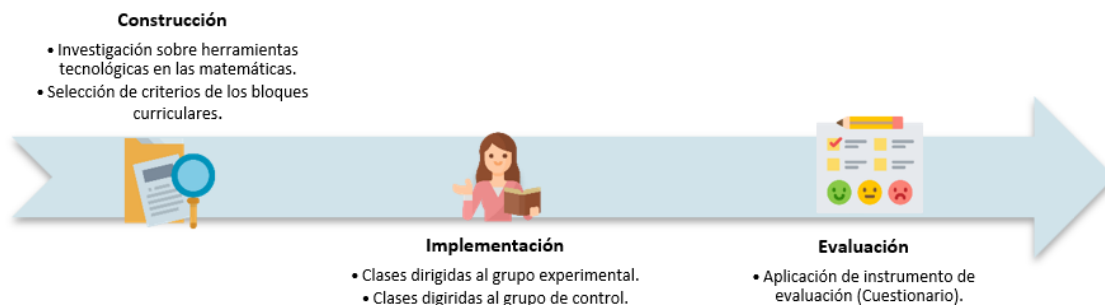 Construcción
• Investigación sobre herramientas
tecnológicas en las matemáticas.
• Selección de criterios de los bloques
curriculares.
Implementación
• Clases dirigidas al grupo experimental.
• Clases digiridas al grupo de control.
Evaluación
• Aplicación de instrumento de
evaluación (Cuestionario).